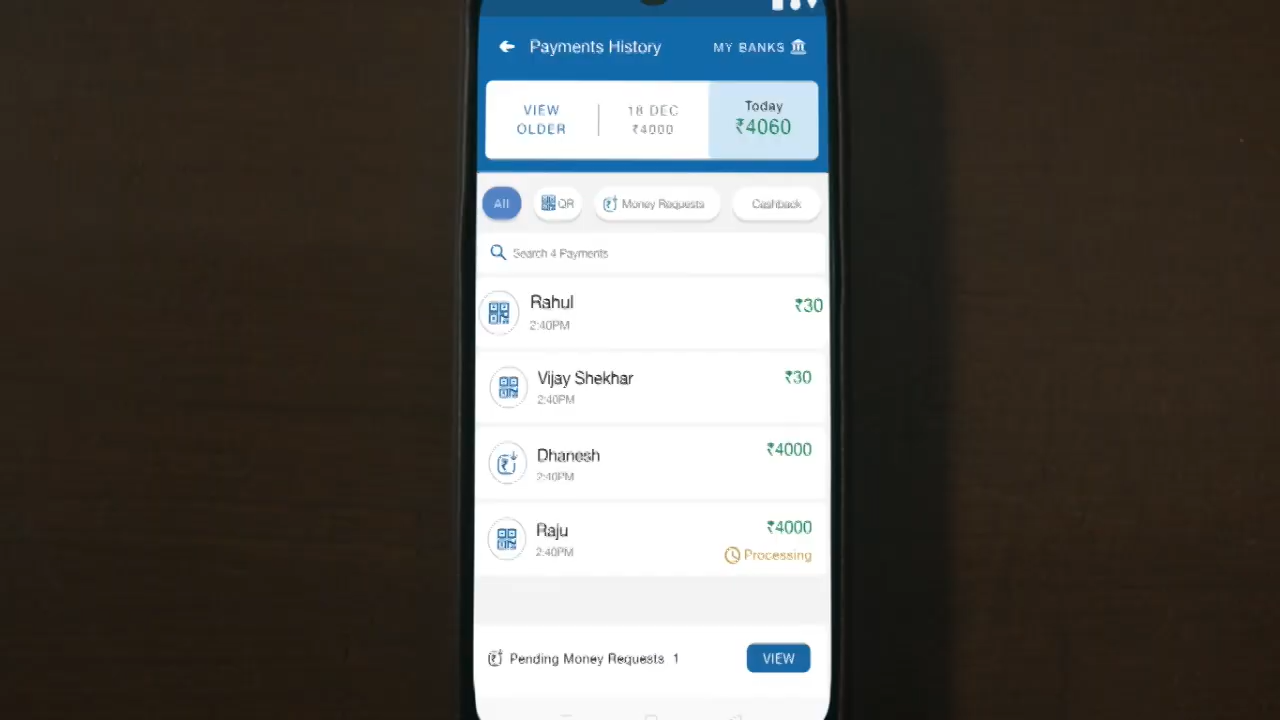 Payments History
MY BANKS
VIEW
OLDER
18 DEC
₹4000
Today
₹4060
All
QR
Money Requests
Cashback
Search 4 Payments
Rahul
₹30
2:40PM
Vijay Shekhar
₹30
2:40PM
Dhanesh
₹4000
2:40PM
Raju
₹4000
2:40PM
Processing
Pending Money Requests 1
VIEW